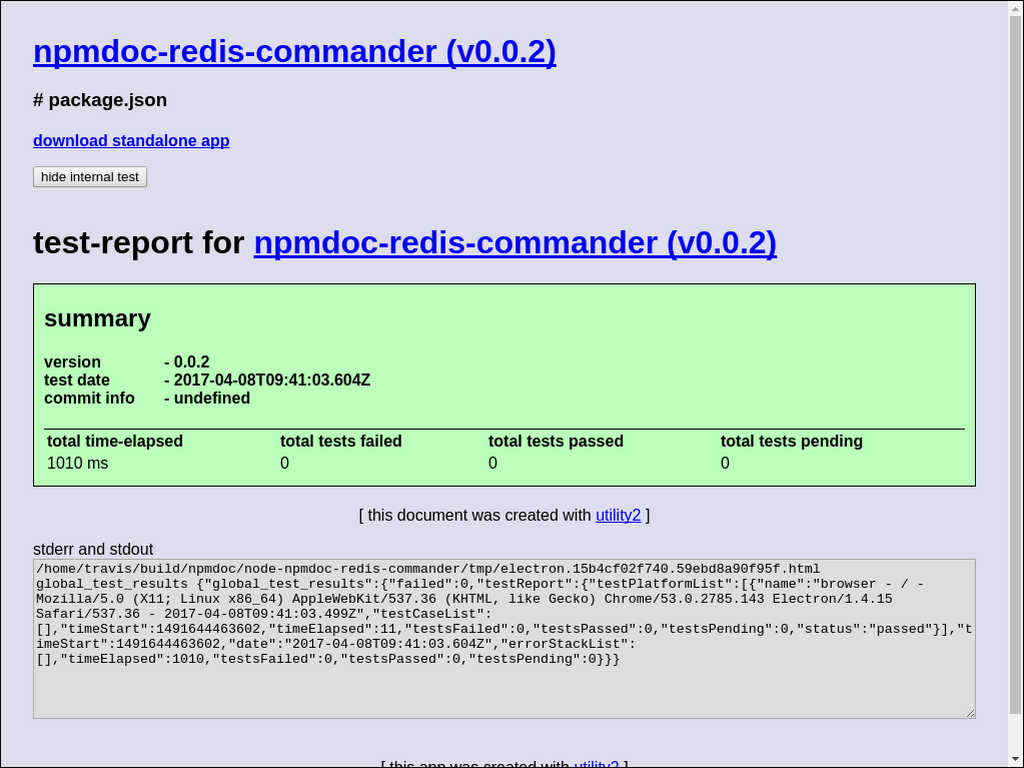 npmdoc-redis-commander (v0.0.2)
# package.json
download standalone app
hide internal test
test-report for npmdoc-redis-commander (v0.0.2)
summary
version - 0.0.2
test date - 2017-04-08T09:41:03.604Z
commit info - undefined
total time-elapsed total tests failed total tests passed total tests pending
1010 ms 0 0 0
[ this document was created with utility2 ]
stderr and stdout
/home/travis/build/npmdoc/node-npmdoc-redis-commander/tmp/electron.15b4cf02f740.59ebd8a90f95f.html
global_test_results {"global_test_results":{"failed":0,"testReport":{"testPlatformList":[{"name":"browser - / -
Mozilla/5.0 (X11; Linux x86_64) AppleWebKit/537.36 (KHTML, like Gecko) Chrome/53.0.2785.143 Electron/1.4.15
Safari/537.36 - 2017-04-08T09:41:03.499Z","testCaseList":
[],"timeStart":1491644463602,"timeElapsed":11,"testsFailed":0,"testsPassed":0,"testsPending":0,"status":"passed"}],"t
imeStart":1491644463602,"date":"2017-04-08T09:41:03.604Z","errorStackList":
[],"timeElapsed":1010,"testsFailed":0,"testsPassed":0,"testsPending":0}}}
[ this app was created with utility2 ]